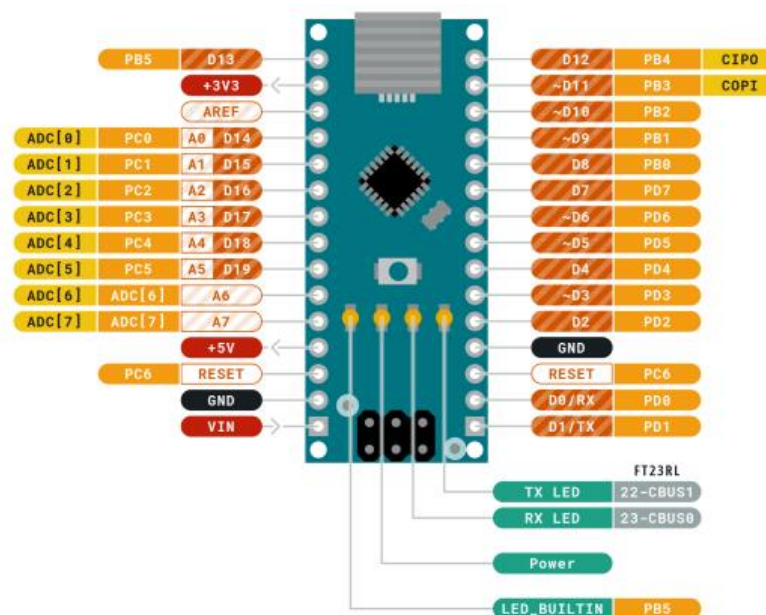 PB5 D13 D12 PB4 CIPO
+3V3 ~D11 PB3 COPI
AREF ~D10 PB2
ADC[0] PC0 A0 D14 ~D9 PB1
ADC[1] PC1 A1 D15 D8 PB0
ADC[2] PC2 A2 D16 D7 PD7
ADC[3] PC3 A3 D17 ~D6 PD6
ADC[4] PC4 A4 D18 ~D5 PD5
ADC[5] PC5 A5 D19 D4 PD4
ADC[6] ADC[6] A6 ~D3 PD3
ADC[7] ADC[7] A7 D2 PD2
+5V GND
PC6 RESET RESET PC6
GND D0/RX PD0
VIN D1/TX PD1
FT23RL
TX LED 22-CBUS1
RX LED 23-CBUS0
Power
LED_BUILTIN PB5